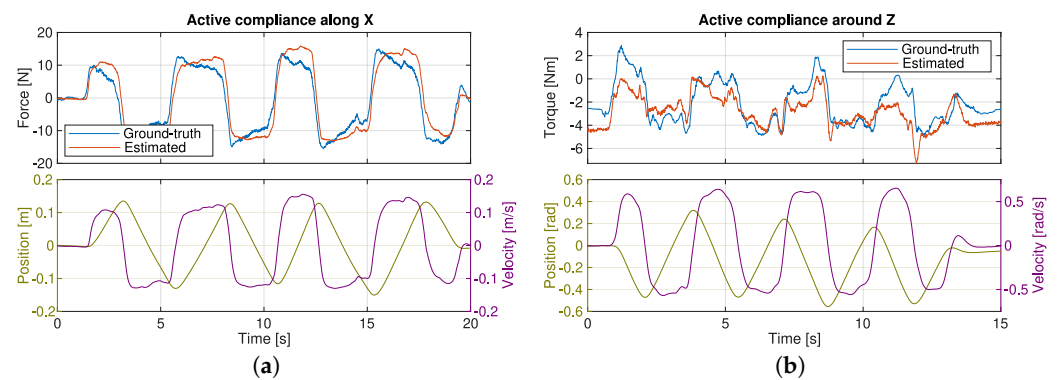 Active compliance along X
Force [N]
20
10
0
-10
-20
Ground-truth
Estimated
Position [m]
0.2
0.1
0
-0.1
-0.2
Velocity [m/s]
0.2
0.1
0
-0.1
-0.2
0
5
10
15
20
Time [s]
(a)
Active compliance around Z
Torque [Nm]
4
2
0
-2
-4
-6
Ground-truth
Estimated
Position [rad]
0.6
0.4
0.2
0
-0.2
-0.4
-0.6
Velocity [rad/s]
0.5
0
-0.5
0
5
10
15
Time [s]
(b)